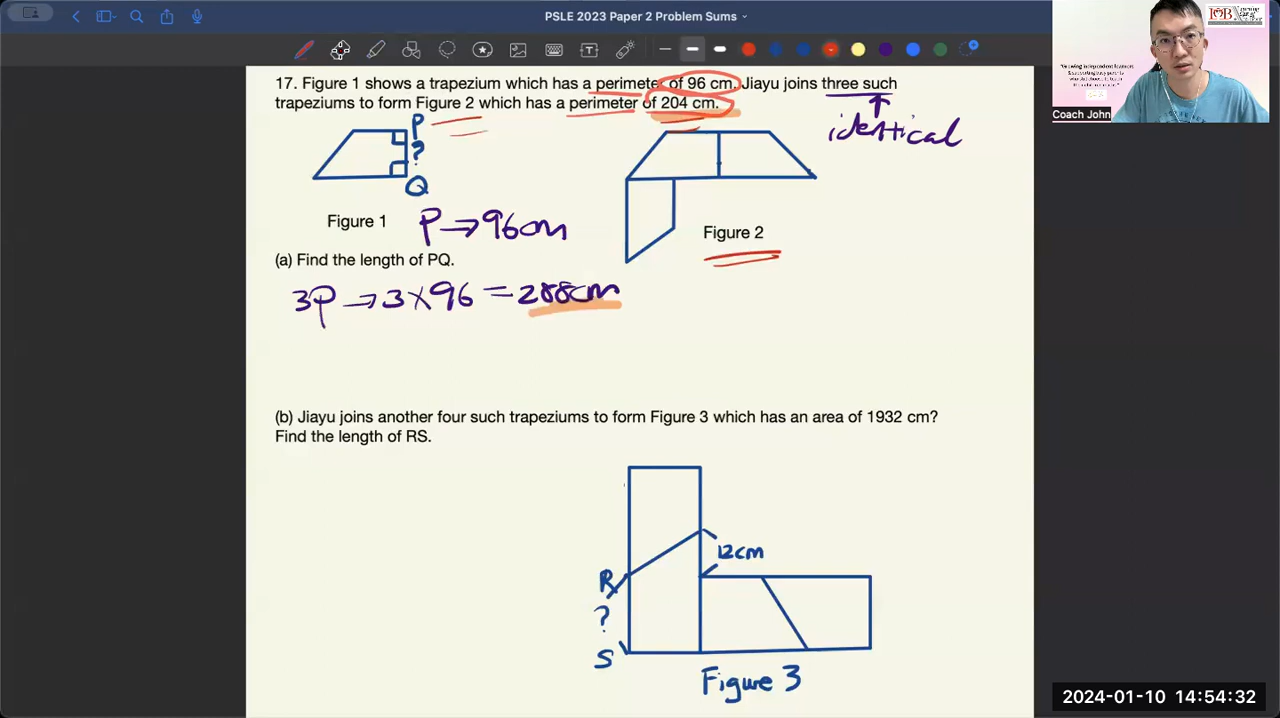 PSLE 2023 Paper 2 Problem Sums
17. Figure 1 shows a trapezium which has a perimeter of 96 cm. Jiayu joins three such
trapeziums to form Figure 2 which has a perimeter of 204 cm.
identical
P
?
Q
Figure 1
P → 96cm
Figure 2
(a) Find the length of PQ.
3P → 3 × 96 = 288cm
(b) Jiayu joins another four such trapeziums to form Figure 3 which has an area of 1932 cm?
Find the length of RS.
12cm
R
?
S
Figure 3
Coach John
2024-01-10 14:54:32